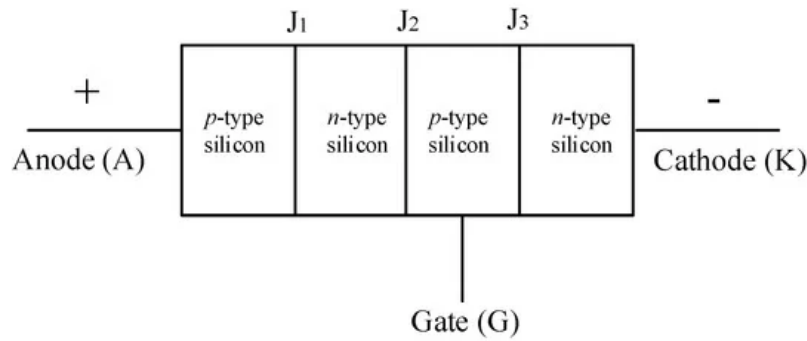 J₁ J₂ J₃
+ -
p-type n-type p-type n-type
silicon silicon silicon silicon
Anode (A) Cathode (K)
Gate (G)